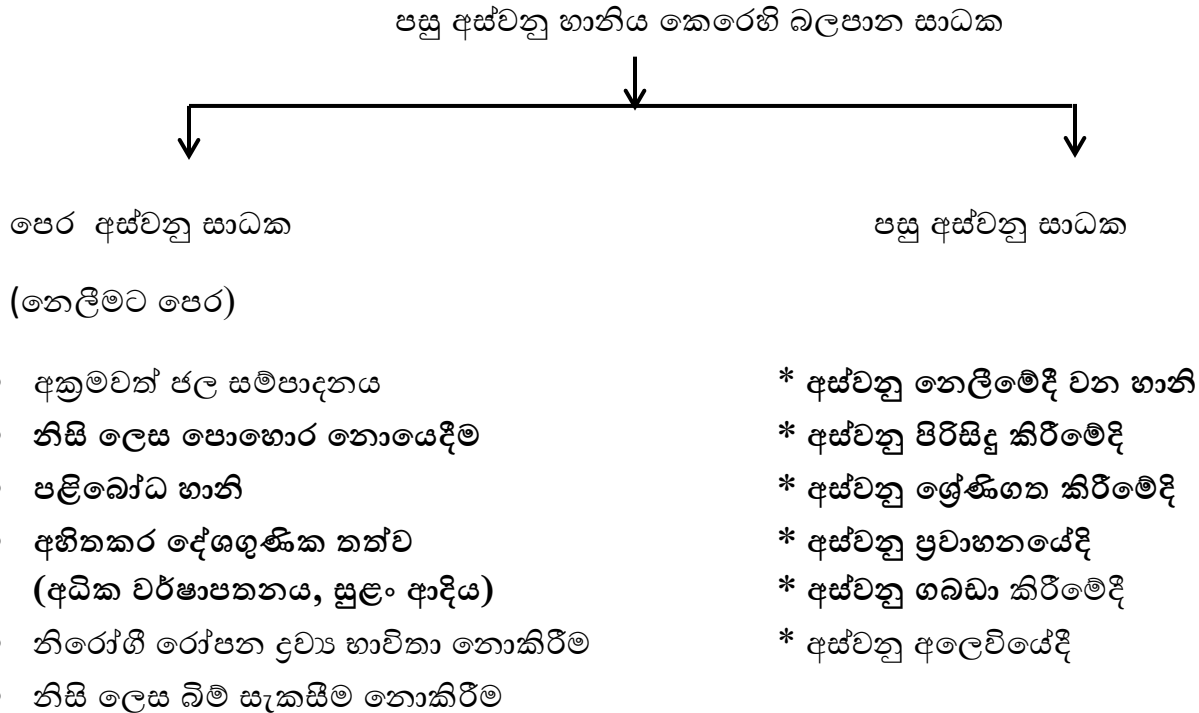 පසු අස්වනු හානිය කෙරෙහි බලපාන සාධක
පෙර අස්වනු සාධක
(නෙලීමට පෙර)
අක්‍රමවත් ජල සම්පාදනය
නිසි ලෙස පොහොර නොයෙදීම
පළිබෝධ හානි
අහිතකර දේශගුණික තත්ව
(අධික වර්ෂාපතනය, සුළං ආදිය)
නිරෝගී රෝපන ද්‍රව්‍ය භාවිතා නොකිරීම
නිසි ලෙස බිම් සැකසීම නොකිරීම
පසු අස්වනු සාධක
* අස්වනු නෙලීමේදී වන හානි
* අස්වනු පිරිසිදු කිරීමේදි
* අස්වනු ශ්‍රේණිගත කිරීමේදි
* අස්වනු ප්‍රවාහනයේදි
* අස්වනු ගබඩා කිරීමේදී
* අස්වනු අලෙවියේදී